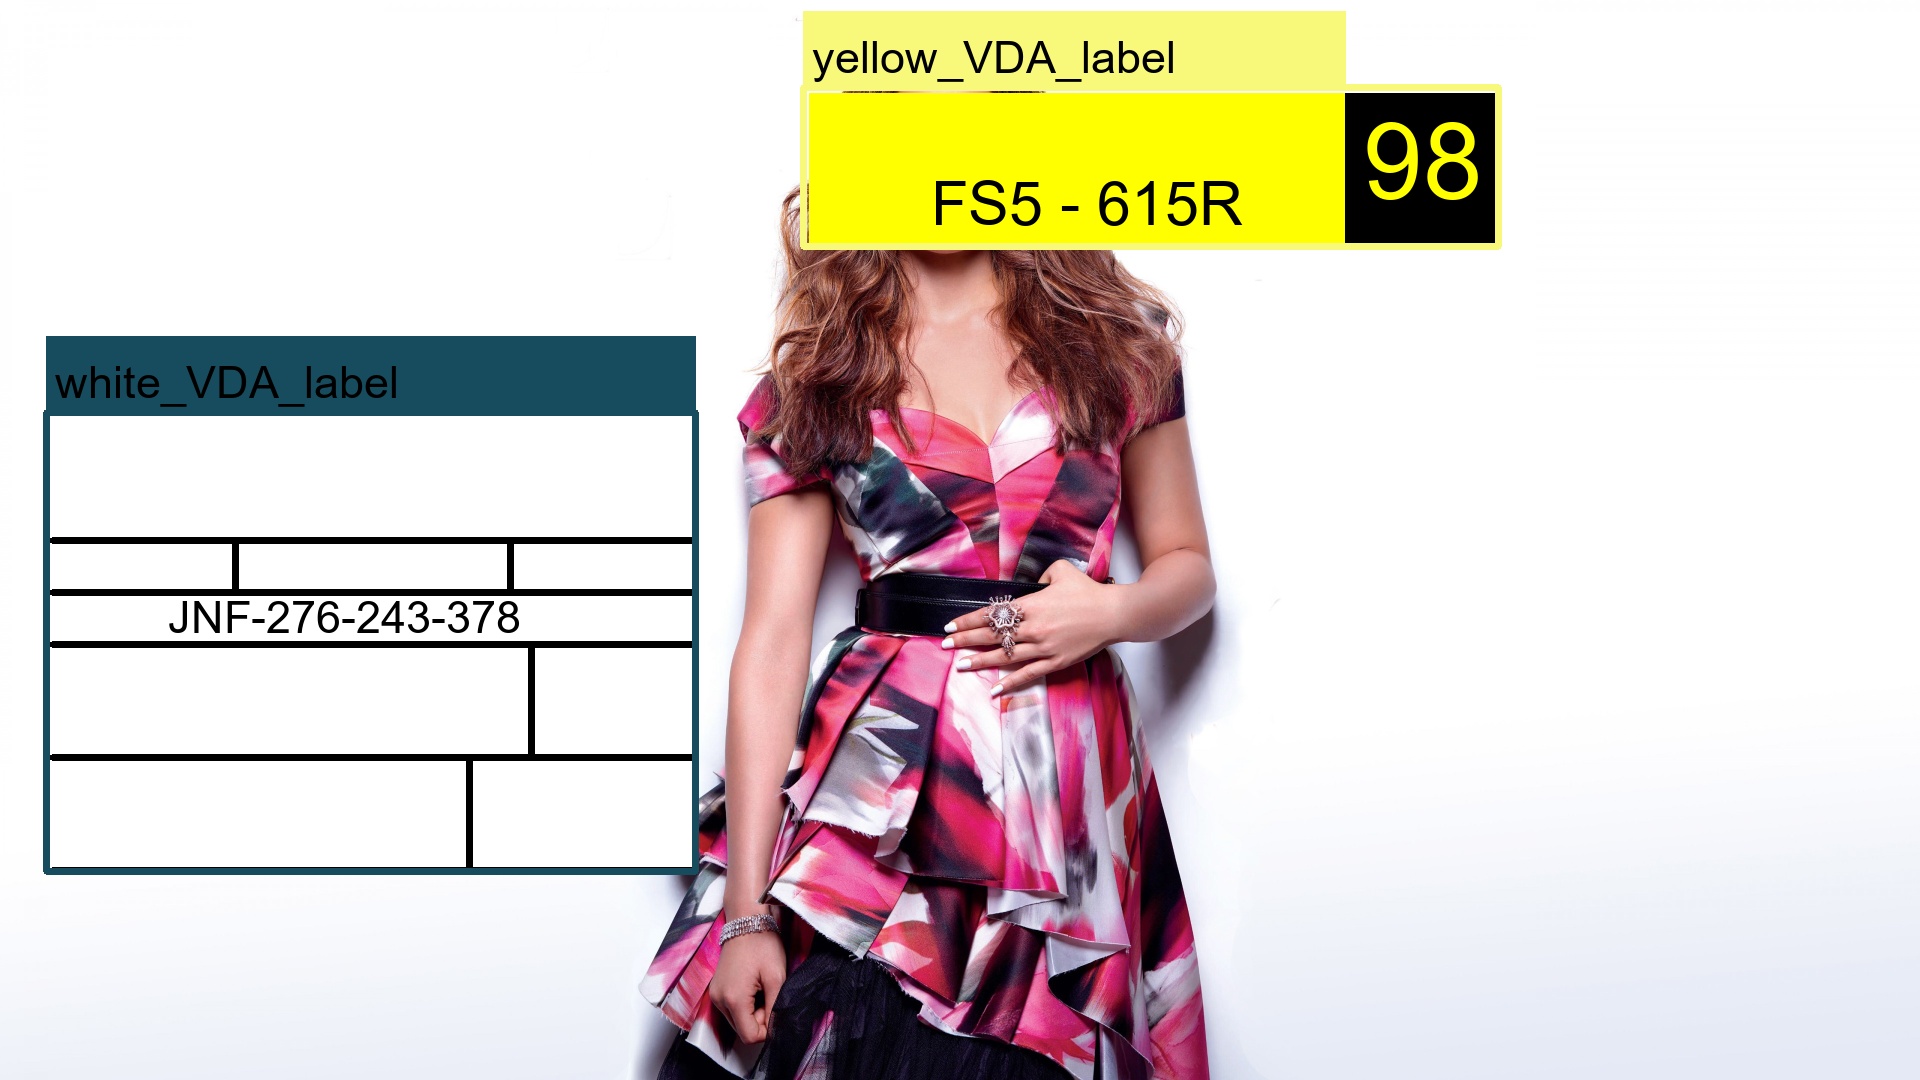 yellow_VDA_label
FS5 - 615R
98
white_VDA_label
JNF-276-243-378